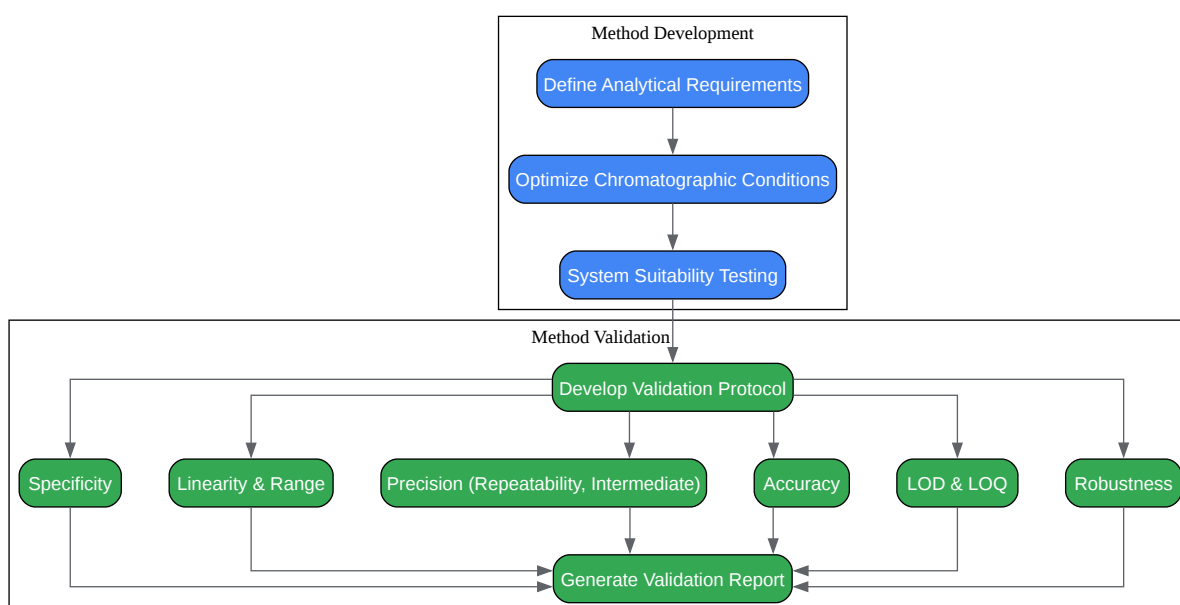 Method Development
Define Analytical Requirements
Optimize Chromatographic Conditions
System Suitability Testing
Method Validation
Develop Validation Protocol
Specificity
Linearity & Range
Precision (Repeatability, Intermediate)
Accuracy
LOD & LOQ
Robustness
Generate Validation Report